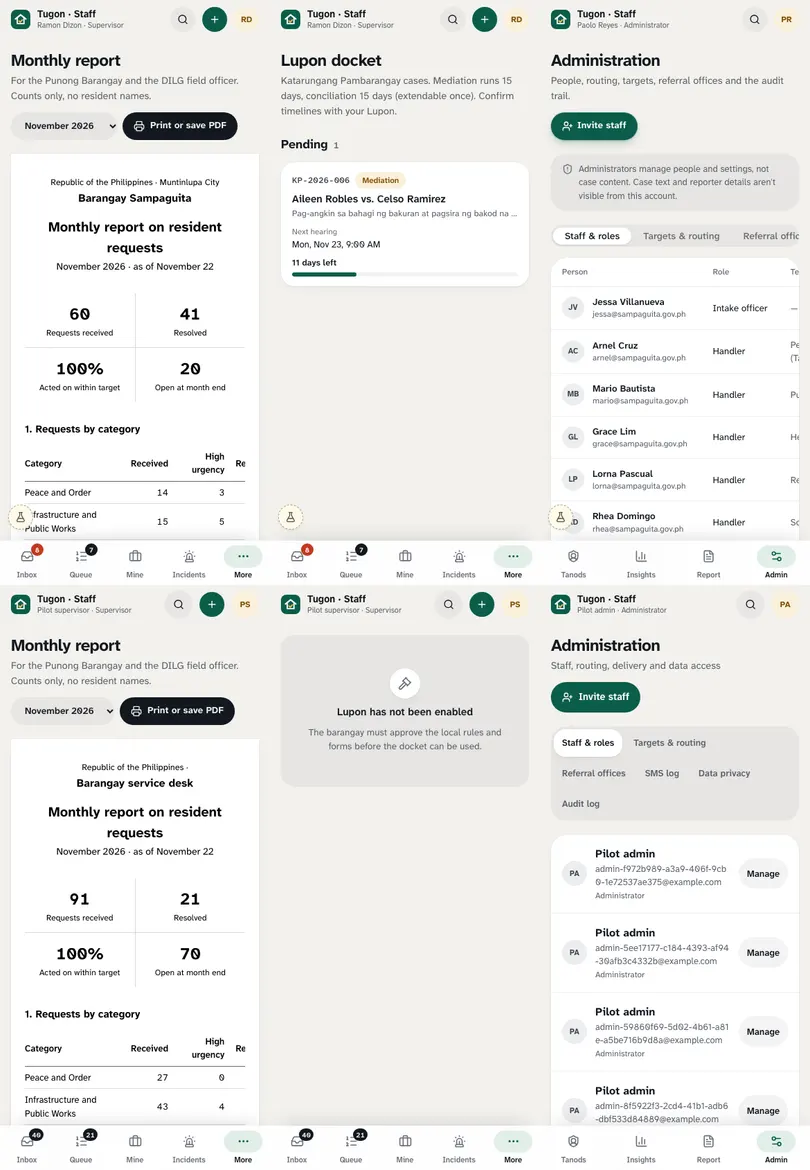 Tugon · Staff
Ramon Dizon · Supervisor
RD
Monthly report
For the Punong Barangay and the DILG field officer.
Counts only, no resident names.
November 2026
Print or save PDF
Republic of the Philippines · Muntinlupa City
Barangay Sampaguita
Monthly report on resident
requests
November 2026 · as of November 22
60
Requests received
41
Resolved
100%
Acted on within target
20
Open at month end
1. Requests by category
Category Received High urgency Re
Peace and Order 14 3
Infrastructure and
Public Works 15 5
8
7
Inbox Queue Mine Incidents More
Tugon · Staff
Ramon Dizon · Supervisor
RD
Lupon docket
Katarungang Pambarangay cases. Mediation runs 15
days, conciliation 15 days (extendable once). Confirm
timelines with your Lupon.
Pending 1
KP-2026-006 Mediation
Aileen Robles vs. Celso Ramirez
Pag-angkin sa bahagi ng bakuran at pagsira ng bakod na ...
Next hearing
Mon, Nov 23, 9:00 AM
11 days left
8
7
Inbox Queue Mine Incidents More
Tugon · Staff
Paolo Reyes · Administrator
PR
Administration
People, routing, targets, referral offices and the audit
trail.
Invite staff
Administrators manage people and settings, not
case content. Case text and reporter details aren't
visible from this account.
Staff & roles Targets & routing Referral offic
Person Role Te
JV Jessa Villanueva
jessa@sampaguita.gov.ph
Intake officer —
AC Arnel Cruz
arnel@sampaguita.gov.ph
Handler Pe
(Ta
MB Mario Bautista
mario@sampaguita.gov.ph
Handler Pu
GL Grace Lim
grace@sampaguita.gov.ph
Handler He
LP Lorna Pascual
lorna@sampaguita.gov.ph
Handler Re
Rhea Domingo
rhea@sampaguita.gov.ph
Handler So
Tanods Insights Report Admin
Tugon · Staff
Pilot supervisor · Supervisor
PS
Monthly report
For the Punong Barangay and the DILG field officer.
Counts only, no resident names.
November 2026
Print or save PDF
Republic of the Philippines ·
Barangay service desk
Monthly report on resident
requests
November 2026 · as of November 22
91
Requests received
21
Resolved
100%
Acted on within target
70
Open at month end
1. Requests by category
Category Received High urgency Re
Peace and Order 27 0
Infrastructure and
Public Works 43 4
40
21
Inbox Queue Mine Incidents More
Tugon · Staff
Pilot supervisor · Supervisor
PS
Lupon has not been enabled
The barangay must approve the local rules and
forms before the docket can be used.
40
21
Inbox Queue Mine Incidents More
Tugon · Staff
Pilot admin · Administrator
PA
Administration
Staff, routing, delivery and data access
Invite staff
Staff & roles Targets & routing
Referral offices SMS log Data privacy
Audit log
PA Pilot admin
admin-f972b989-a3a9-406f-9cb
0-1e72537ae375@example.com
Administrator
Manage
PA Pilot admin
admin-5ee17177-c184-4393-af94
-30afb3c4332b@example.com
Administrator
Manage
PA Pilot admin
admin-59860f69-5d02-4b61-a81
e-a5be716b9d8a@example.com
Administrator
Manage
PA Pilot admin
admin-8f5922f3-2cd4-41b1-adb6
-dbf533d84889@example.com
Manage
Tanods Insights Report Admin